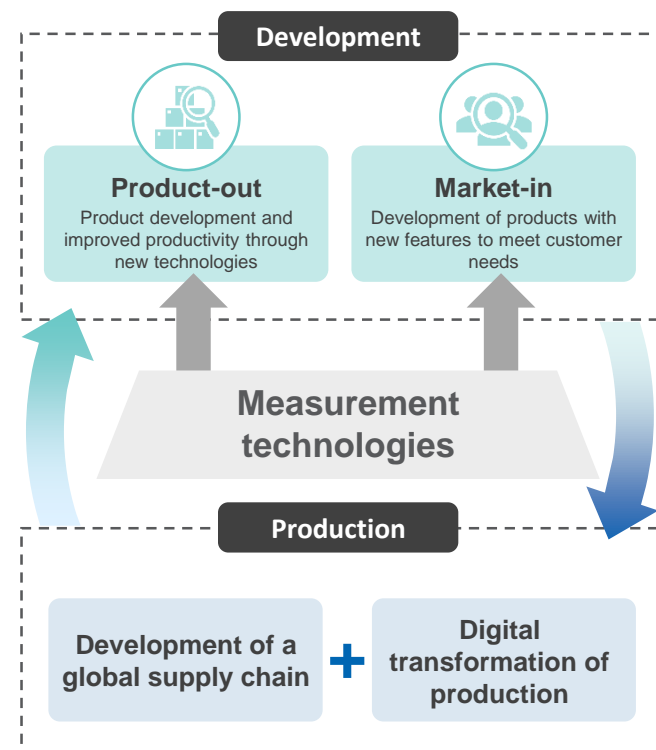 Development
Product-out
Product development and
improved productivity through
new technologies
Market-in
Development of products with
new features to meet customer
needs
Measurement
technologies
Production
Development of a
global supply chain
+
Digital
transformation of
production